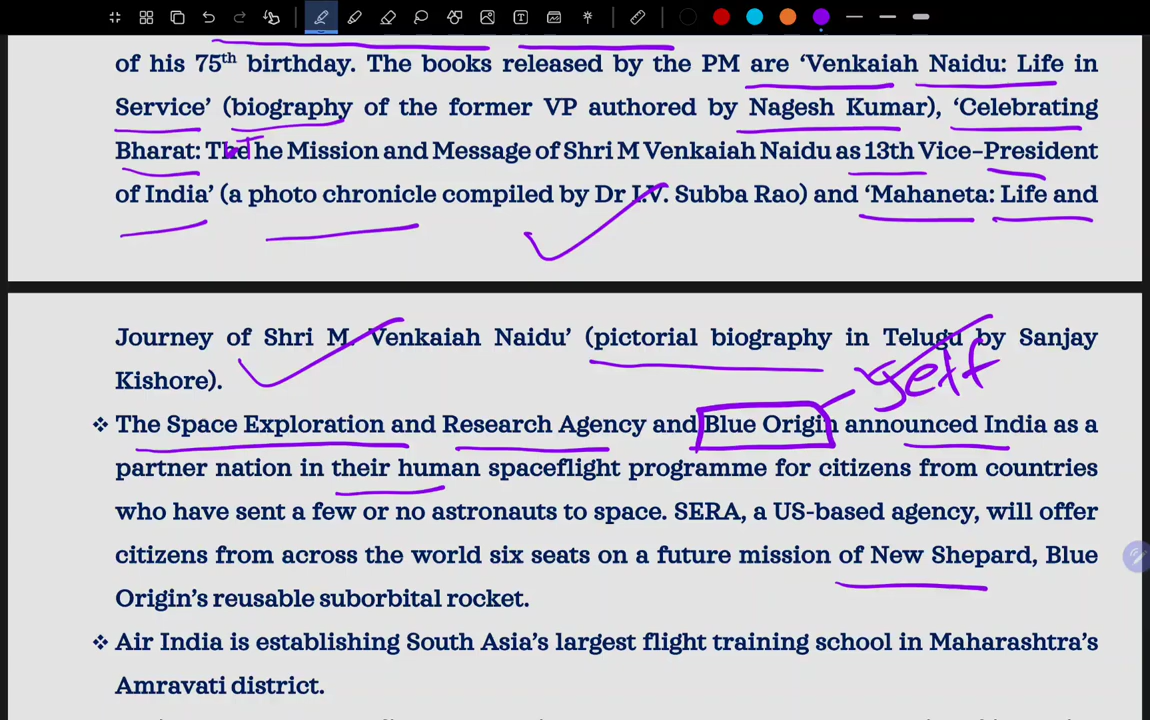 of his 75th birthday. The books released by the PM are ‘Venkaiah Naidu: Life in
Service’ (biography of the former VP authored by Nagesh Kumar), ‘Celebrating
Bharat: The The Mission and Message of Shri M Venkaiah Naidu as 13th Vice-President
of India’ (a photo chronicle compiled by Dr I.V. Subba Rao) and ‘Mahaneta: Life and
Journey of Shri M. Venkaiah Naidu’ (pictorial biography in Telugu by Sanjay
Kishore).
Jeff
❖ The Space Exploration and Research Agency and Blue Origin announced India as a
partner nation in their human spaceflight programme for citizens from countries
who have sent a few or no astronauts to space. SERA, a US-based agency, will offer
citizens from across the world six seats on a future mission of New Shepard, Blue
Origin’s reusable suborbital rocket.
❖ Air India is establishing South Asia’s largest flight training school in Maharashtra’s
Amravati district.